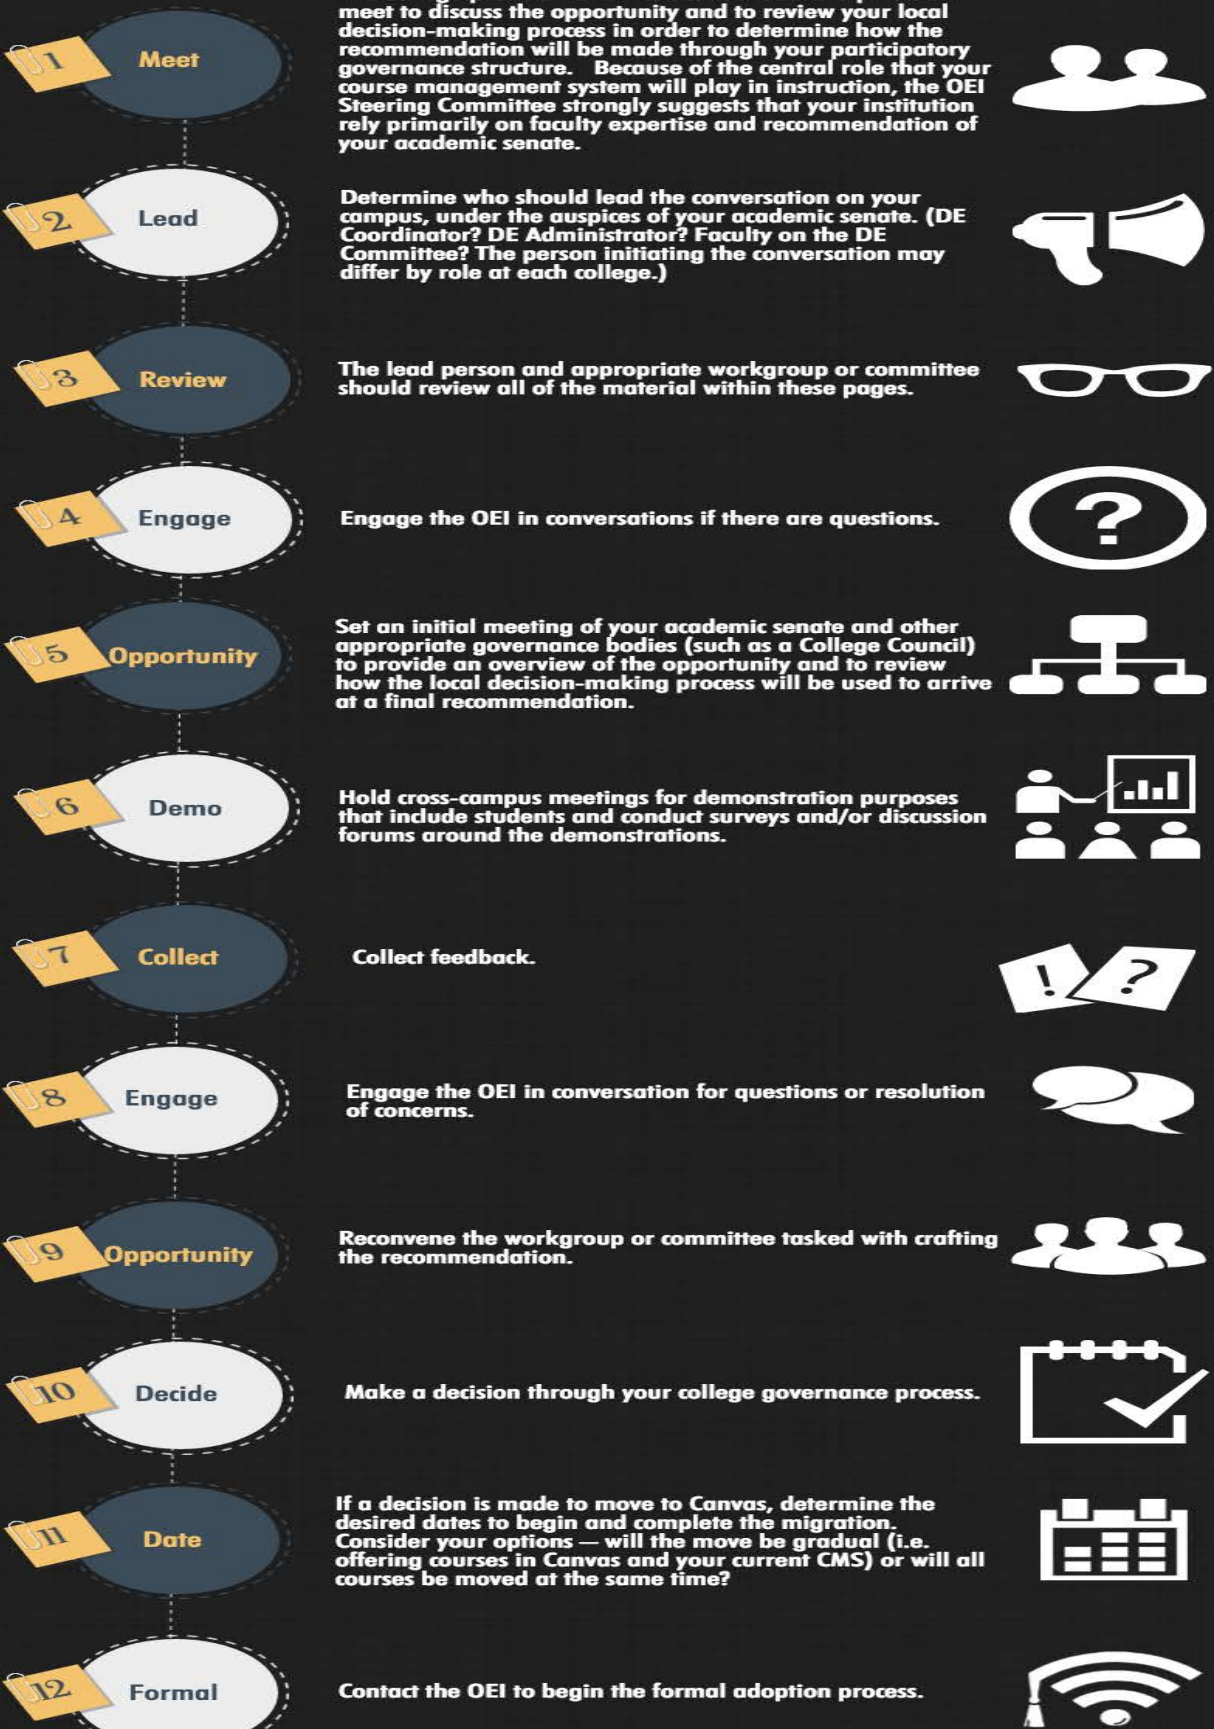 meet to discuss the opportunity and to review your local
decision-making process in order to determine how the
recommendation will be made through your participatory
governance structure. Because of the central role that your
course management system will play in instruction, the OEI
Steering Committee strongly suggests that your institution
rely primarily on faculty expertise and recommendation of
your academic senate.
1
Meet
2
Lead
Determine who should lead the conversation on your
campus, under the auspices of your academic senate. (DE
Coordinator? DE Administrator? Faculty on the DE
Committee? The person initiating the conversation may
differ by role at each college.)
3
Review
The lead person and appropriate workgroup or committee
should review all of the material within these pages.
4
Engage
Engage the OEI in conversations if there are questions.
?
5
Opportunity
Set an initial meeting of your academic senate and other
appropriate governance bodies (such as a College Council)
to provide an overview of the opportunity and to review
how the local decision-making process will be used to arrive
at a final recommendation.
6
Demo
Hold cross-campus meetings for demonstration purposes
that include students and conduct surveys and/or discussion
forums around the demonstrations.
7
Collect
Collect feedback.
! ?
8
Engage
Engage the OEI in conversation for questions or resolution
of concerns.
9
Opportunity
Reconvene the workgroup or committee tasked with crafting
the recommendation.
10
Decide
Make a decision through your college governance process.
11
Date
If a decision is made to move to Canvas, determine the
desired dates to begin and complete the migration.
Consider your options — will the move be gradual (i.e.
offering courses in Canvas and your current CMS) or will all
courses be moved at the same time?
12
Formal
Contact the OEI to begin the formal adoption process.